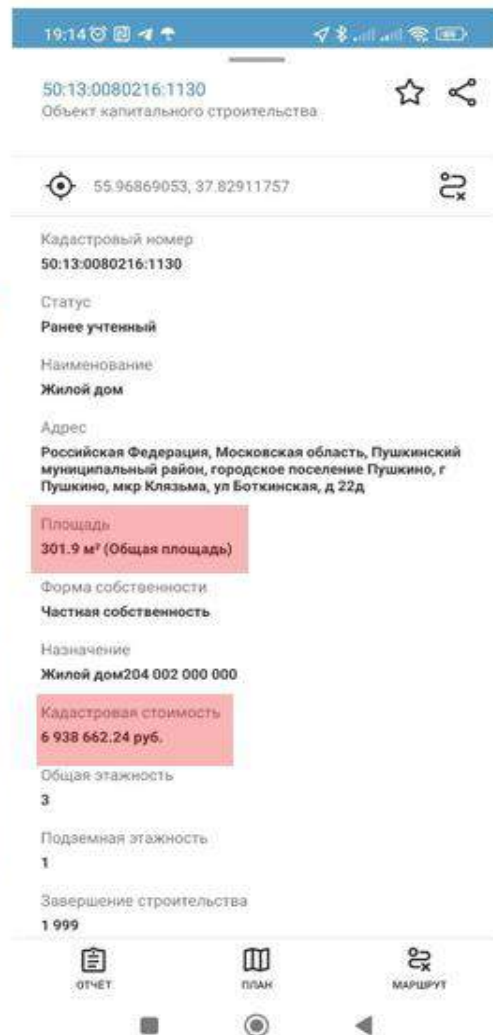 19:14
50:13:0080216:1130
Объект капитального строительства
55.96869053, 37.82911757
Кадастровый номер
50:13:0080216:1130
Статус
Ранее учтенный
Наименование
Жилой дом
Адрес
Российская Федерация, Московская область, Пушкинский
муниципальный район, городское поселение Пушкино, г
Пушкино, мкр Клязьма, ул Боткинская, д 22д
Площадь
301.9 м² (Общая площадь)
Форма собственности
Частная собственность
Назначение
Жилой дом204 002 000 000
Кадастровая стоимость
6 938 662.24 руб.
Общая этажность
3
Подземная этажность
1
Завершение строительства
1 999
ОТЧЁТ
ПЛАН
МАРШРУТ